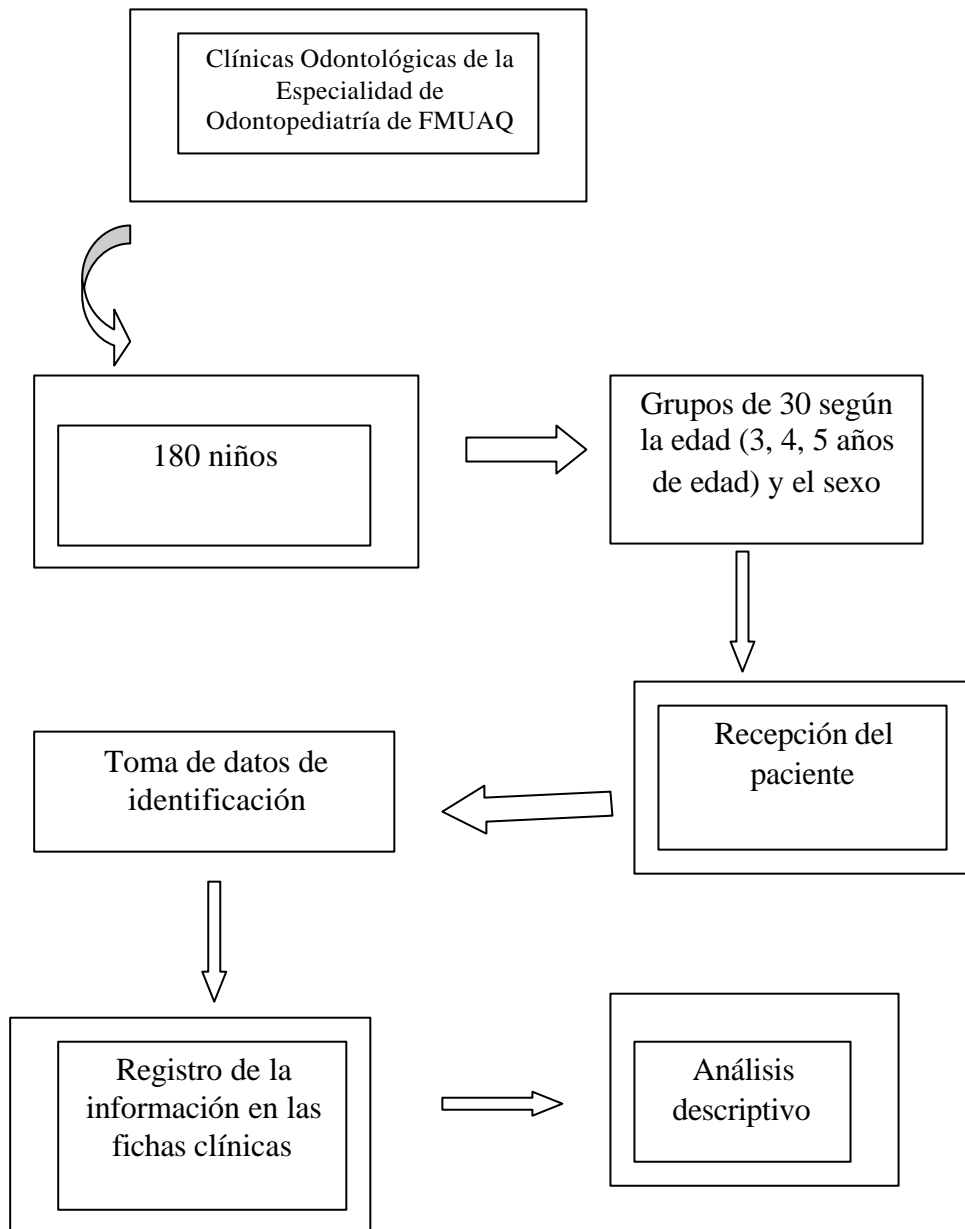 Clínicas Odontológicas de la
Especialidad de
Odontopediatría de FMUAQ
180 niños
Grupos de 30 según
la edad (3, 4, 5 años
de edad) y el sexo
Recepción del
paciente
Toma de datos de
identificación
Registro de la
información en las
fichas clínicas
Análisis
descriptivo